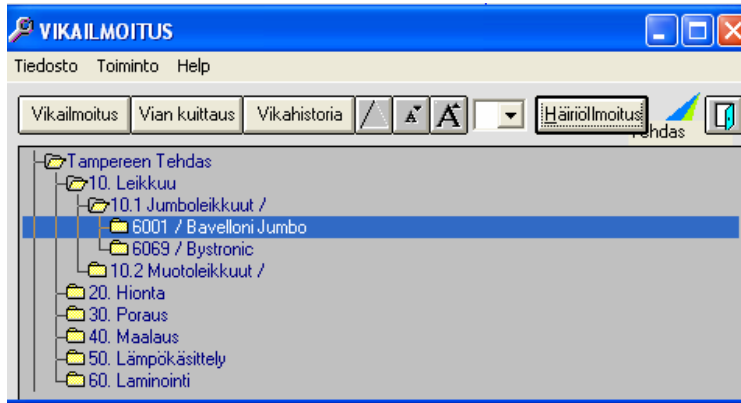 VIKAILMOITUS
Tiedosto Toiminto Help
Vikailmoitus Vian kuittaus Vikahistoria A A Häiriöllmoitus
Tehdas
Tampereen Tehdas
10. Leikkuu
10.1 Jumboleikkuut /
6001 / Bavelloni Jumbo
6069 / Bystronic
10.2 Muotoleikkuut /
20. Hionta
30. Poraus
40. Maalaus
50. Lämpökäsittely
60. Laminointi